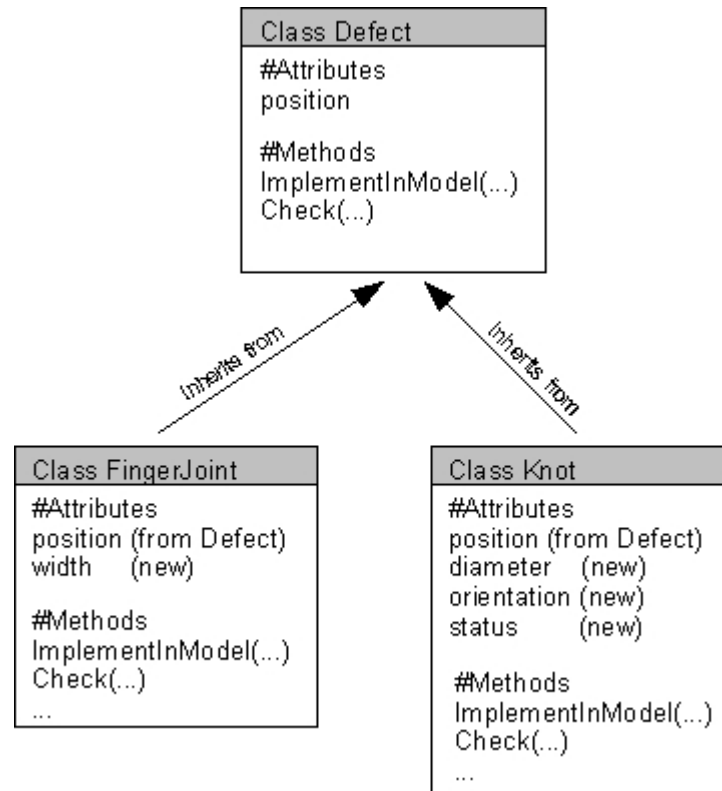 Class Defect
#Attributes
position
#Methods
ImplementInModel(...)
Check(...)
Inherits from
Inherits from
Class FingerJoint
#Attributes
position (from Defect)
width (new)
#Methods
ImplementInModel(...)
Check(...)
...
Class Knot
#Attributes
position (from Defect)
diameter (new)
orientation (new)
status (new)
#Methods
ImplementInModel(...)
Check(...)
...